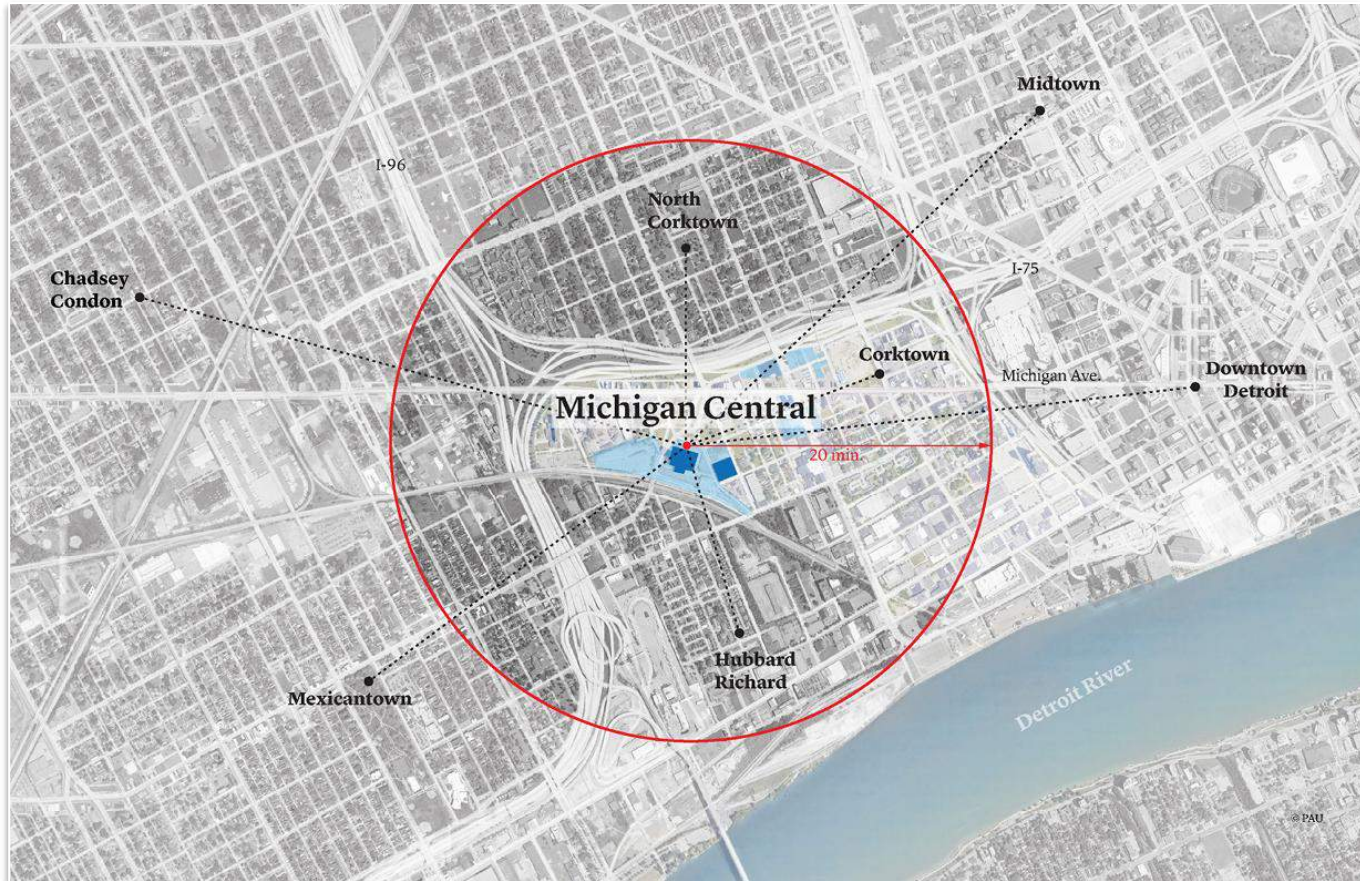 Midtown
I-96
North
Corktown
I-75
Chadsey
Condon
Corktown
Michigan Ave.
Downtown
Detroit
Michigan Central
20 min.
Hubbard
Richard
Mexicantown
Detroit River
© PAU